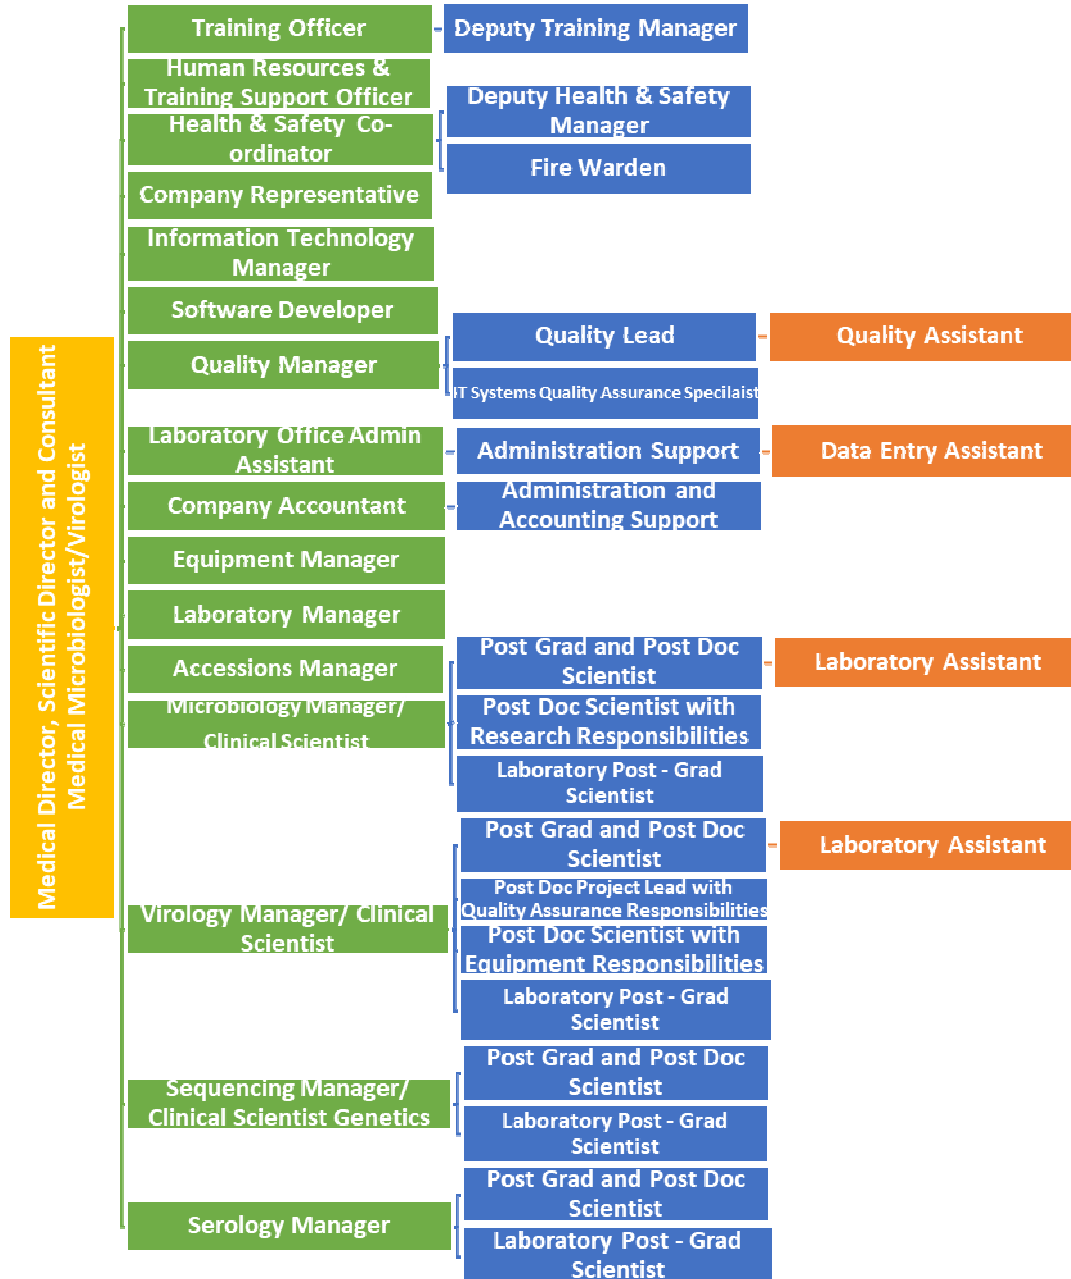 Medical Director, Scientific Director and Consultant
Medical Microbiologist/Virologist
Training Officer
Deputy Training Manager
Human Resources &
Training Support Officer
Health & Safety Co-
ordinator
Deputy Health & Safety
Manager
Fire Warden
Company Representative
Information Technology
Manager
Software Developer
Quality Manager
Quality Lead
Quality Assistant
IT Systems Quality Assurance Specilaist
Laboratory Office Admin
Assistant
Administration Support
Data Entry Assistant
Company Accountant
Administration and
Accounting Support
Equipment Manager
Laboratory Manager
Accessions Manager
Microbiology Manager/
Clinical Scientist
Post Grad and Post Doc
Scientist
Laboratory Assistant
Post Doc Scientist with
Research Responsibilities
Laboratory Post - Grad
Scientist
Virology Manager/ Clinical
Scientist
Post Grad and Post Doc
Scientist
Laboratory Assistant
Post Doc Project Lead with
Quality Assurance Responsibilities
Post Doc Scientist with
Equipment Responsibilities
Laboratory Post - Grad
Scientist
Sequencing Manager/
Clinical Scientist Genetics
Post Grad and Post Doc
Scientist
Laboratory Post - Grad
Scientist
Serology Manager
Post Grad and Post Doc
Scientist
Laboratory Post - Grad
Scientist